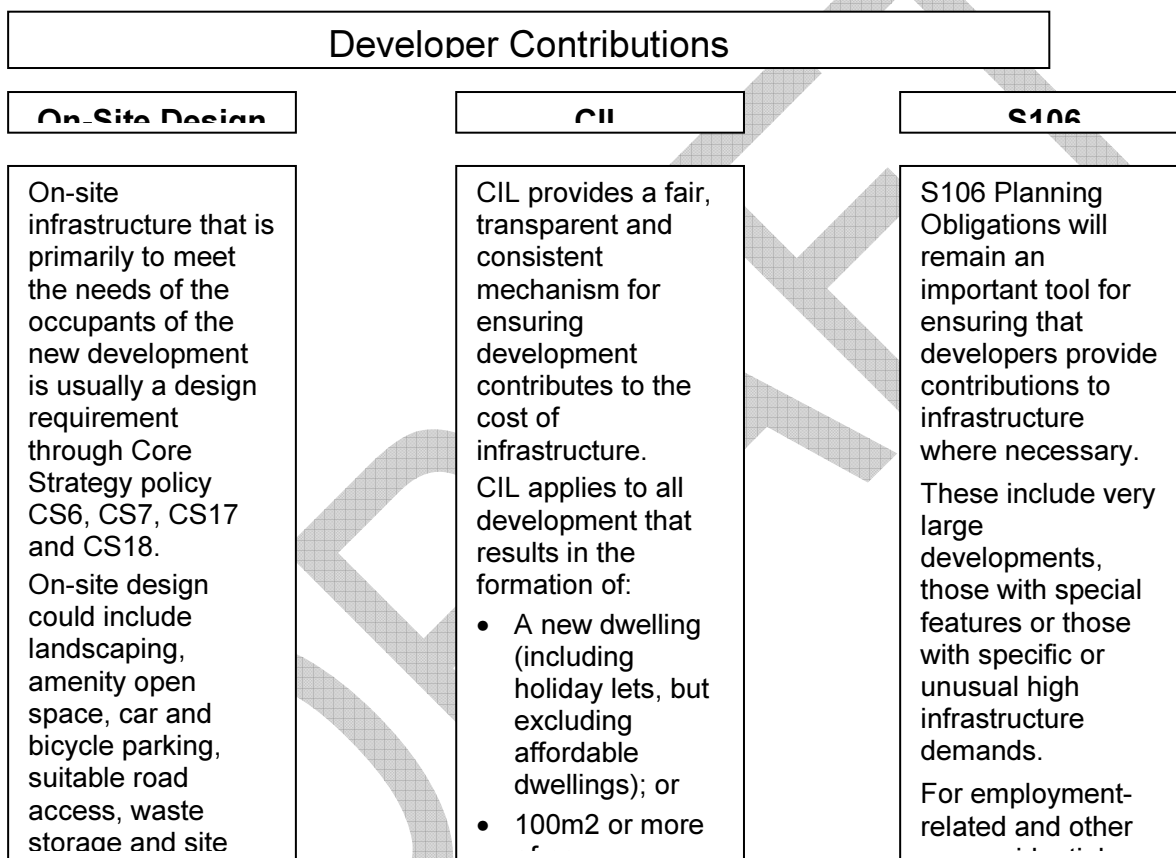 Developer Contributions
On-Site Design
CIL
S106
On-site
infrastructure that is
primarily to meet
the needs of the
occupants of the
new development
is usually a design
requirement
through Core
Strategy policy
CS6, CS7, CS17
and CS18.
On-site design
could include
landscaping,
amenity open
space, car and
bicycle parking,
suitable road
access, waste
storage and site
CIL provides a fair,
transparent and
consistent
mechanism for
ensuring
development
contributes to the
cost of
infrastructure.
CIL applies to all
development that
results in the
formation of:
• A new dwelling
(including
holiday lets, but
excluding
affordable
dwellings); or
• 100m2 or more
S106 Planning
Obligations will
remain an
important tool for
ensuring that
developers provide
contributions to
infrastructure
where necessary.
These include very
large
developments,
those with special
features or those
with specific or
unusual high
infrastructure
demands.
For employment-
related and other